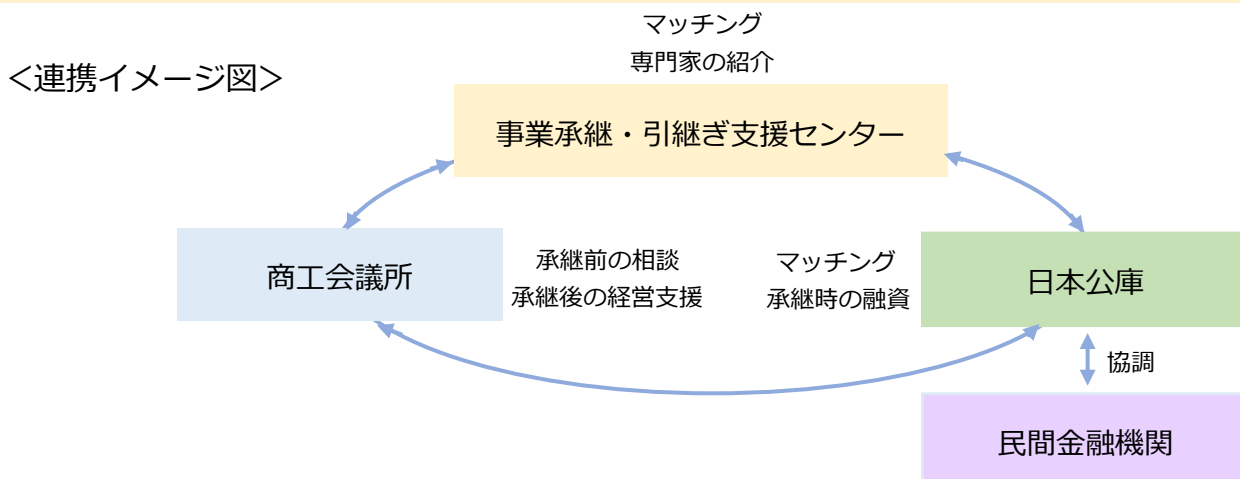 マッチング
専門家の紹介
＜連携イメージ図＞
事業承継・引継ぎ支援センター
商工会議所
承継前の相談
承継後の経営支援
マッチング
承継時の融資
日本公庫
協調
民間金融機関